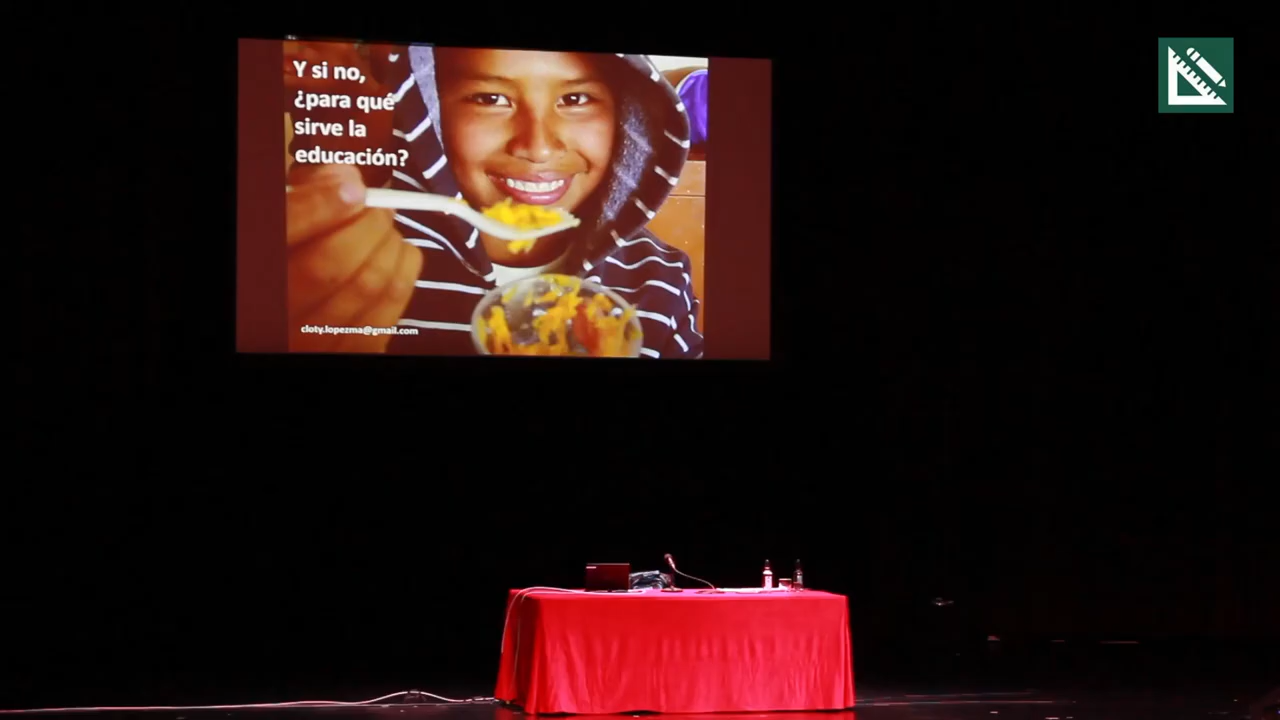 Y si no,
¿para qué
sirve la
educación?
cloty.lopezma@gmail.com